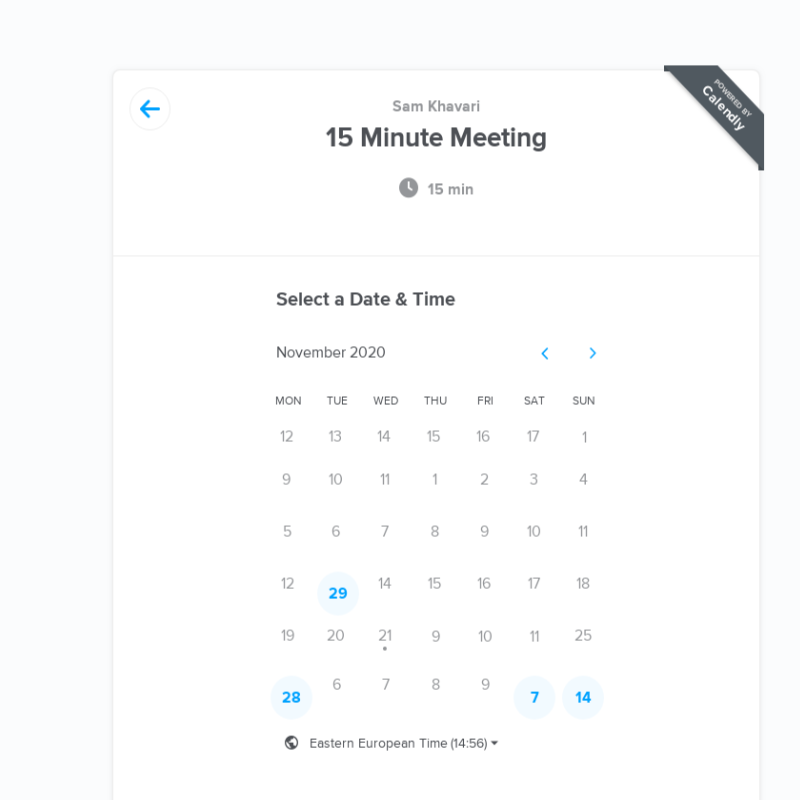 POWERED BY
Calendly
Sam Khavari
15 Minute Meeting
15 min
Select a Date & Time
November 2020
MON TUE WED THU FRI SAT SUN
12 13 14 15 16 17 1
9 10 11 1 2 3 4
5 6 7 8 9 10 11
12 29 14 15 16 17 18
19 20 21 9 10 11 25
28 6 7 8 9 7 14
Eastern European Time (14:56)